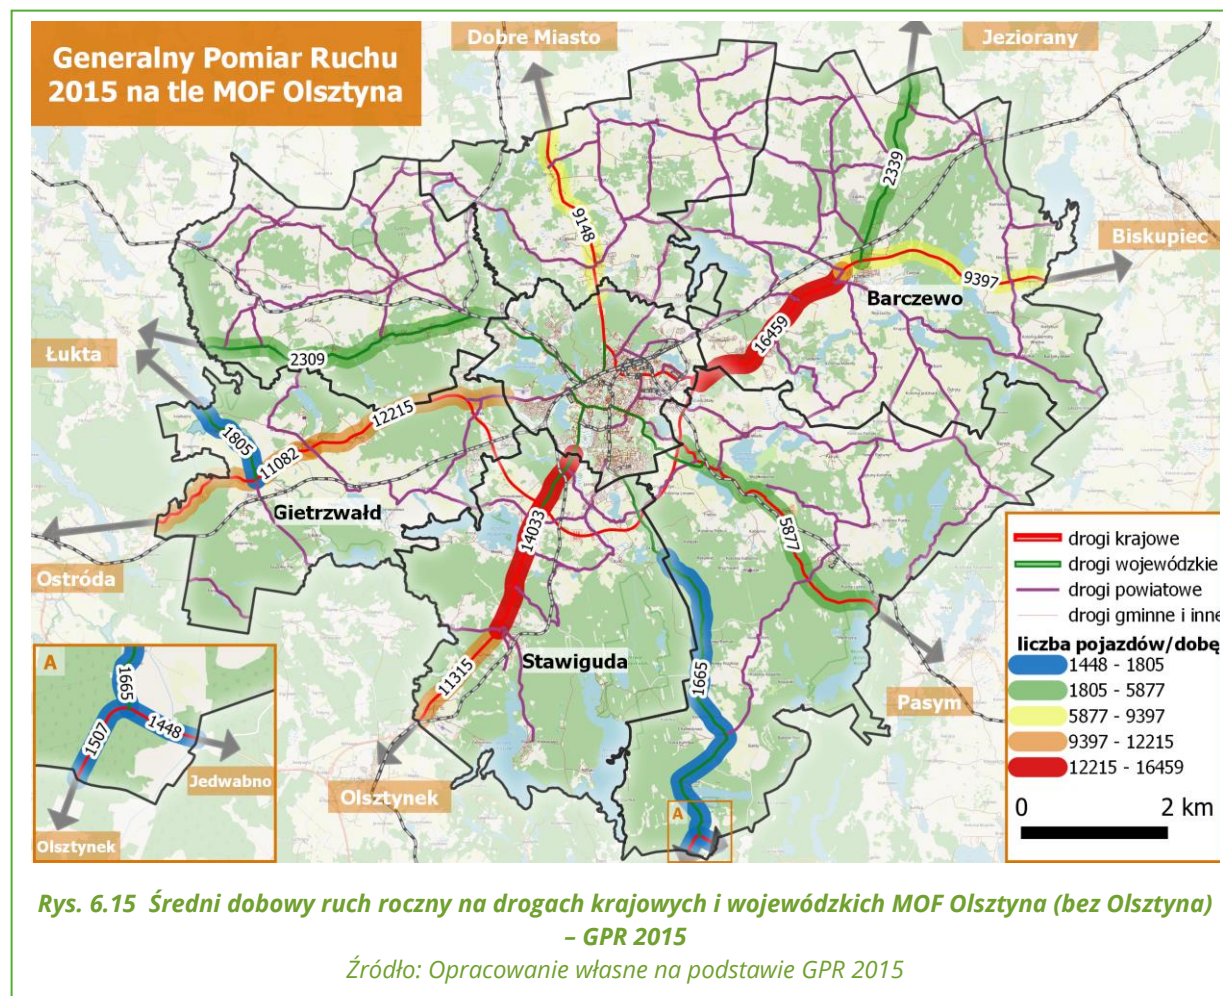 Generalny Pomiar Ruchu
2015 na tle MOF Olsztyna
Dobre Miasto
Jeziorany
2339
9148
Biskupiec
9397
Barczewo
16459
Łukta
2309
12215
1805
11082
Gietrzwałd
14033
5877
Ostróda
Stawiguda
11315
1665
Pasym
Olsztynek
A
A
1665
1507
1448
Jedwabno
Olsztynek
drogi krajowe
drogi wojewódzkie
drogi powiatowe
drogi gminne i inne
liczba pojazdów/dobę
1448 - 1805
1805 - 5877
5877 - 9397
9397 - 12215
12215 - 16459
0 2 km
Rys. 6.15 Średni dobowy ruch roczny na drogach krajowych i wojewódzkich MOF Olsztyna (bez Olsztyna)
– GPR 2015
Źródło: Opracowanie własne na podstawie GPR 2015